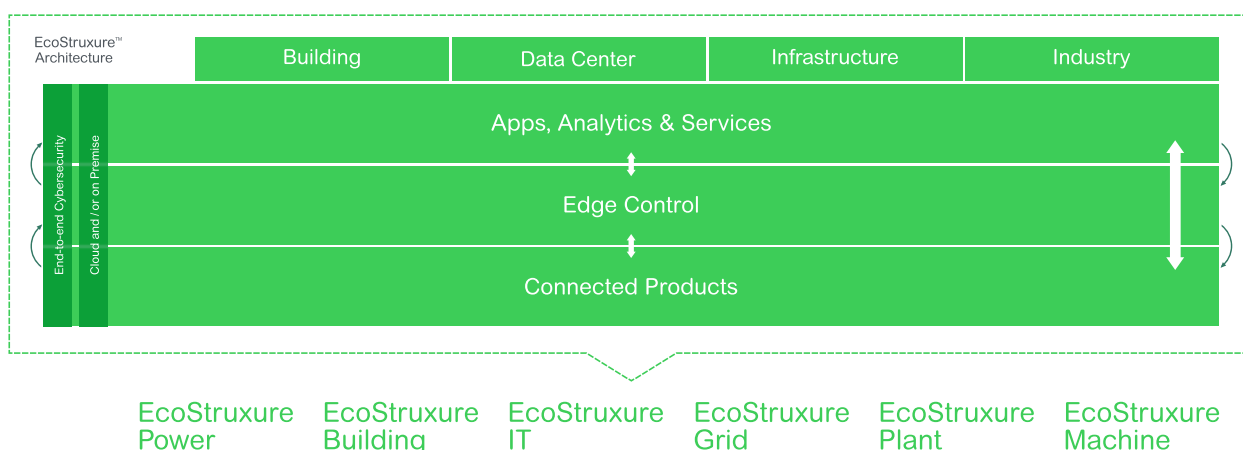 EcoStruxure™
Architecture
Building
Data Center
Infrastructure
Industry
End-to-end Cybersecurity
Cloud and / or on Premise
Apps, Analytics & Services
Edge Control
Connected Products
EcoStruxure
Power
EcoStruxure
Building
EcoStruxure
IT
EcoStruxure
Grid
EcoStruxure
Plant
EcoStruxure
Machine